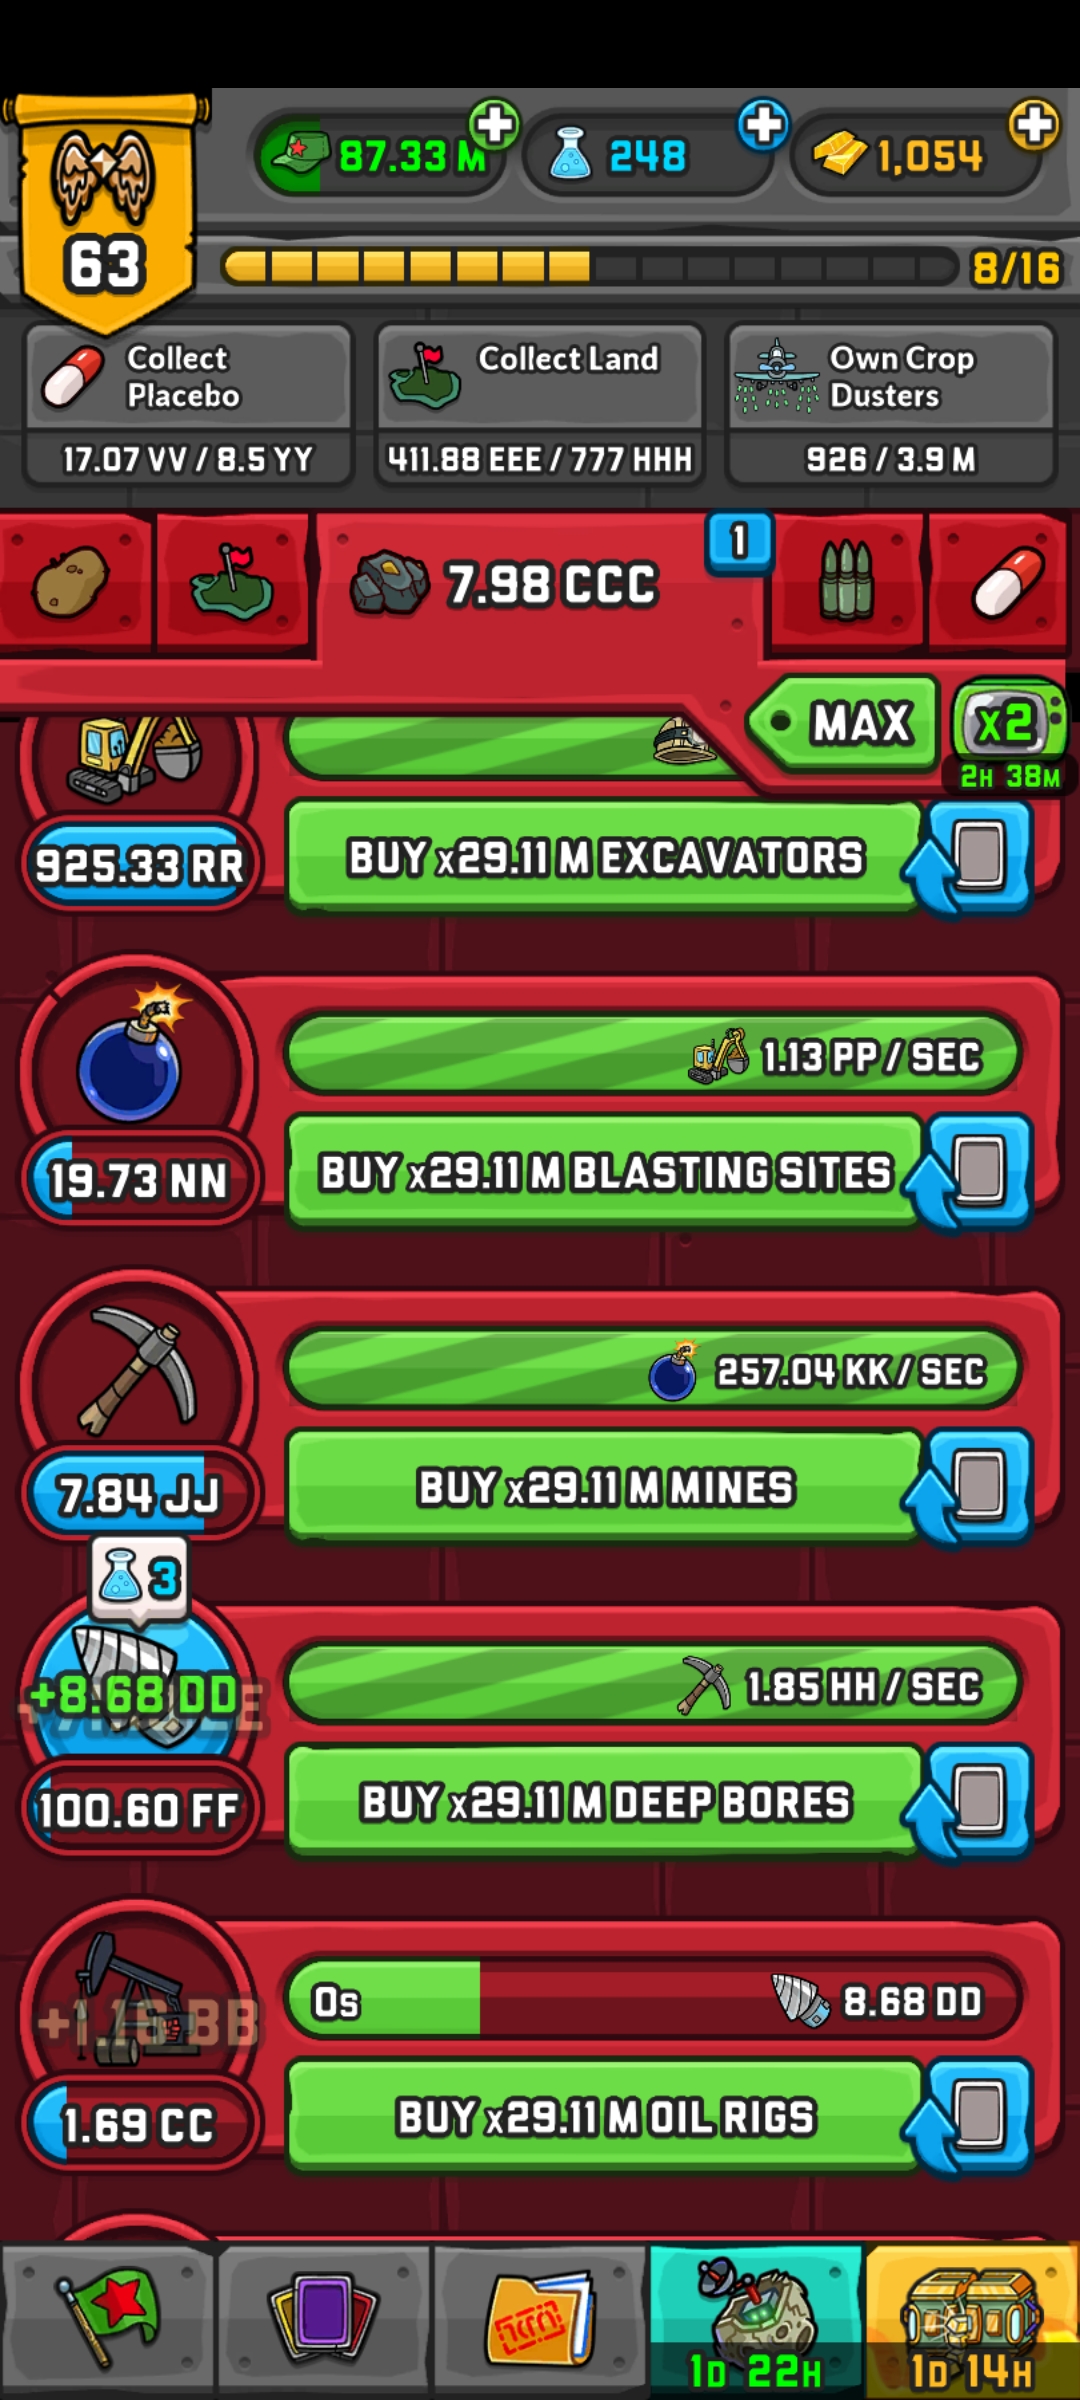 87.33 M
248
1,054
63
8/16
Collect
Placebo
17.07 VV / 8.5 YY
Collect Land
411.88 EEE / 777 HHH
Own Crop
Dusters
926 / 3.9 M
7.98 CCC
1
MAX
x2
2H 38M
925.33 RR
BUY x29.11 M EXCAVATORS
1.13 PP / SEC
19.73 NN
BUY x29.11 M BLASTING SITES
257.04 KK / SEC
7.84 JJ
BUY x29.11 M MINES
3
+8.68 DD
1.85 HH / SEC
100.60 FF
BUY x29.11 M DEEP BORES
0s
8.68 DD
1.69 CC
BUY x29.11 M OIL RIGS
1D 22H
1D 14H